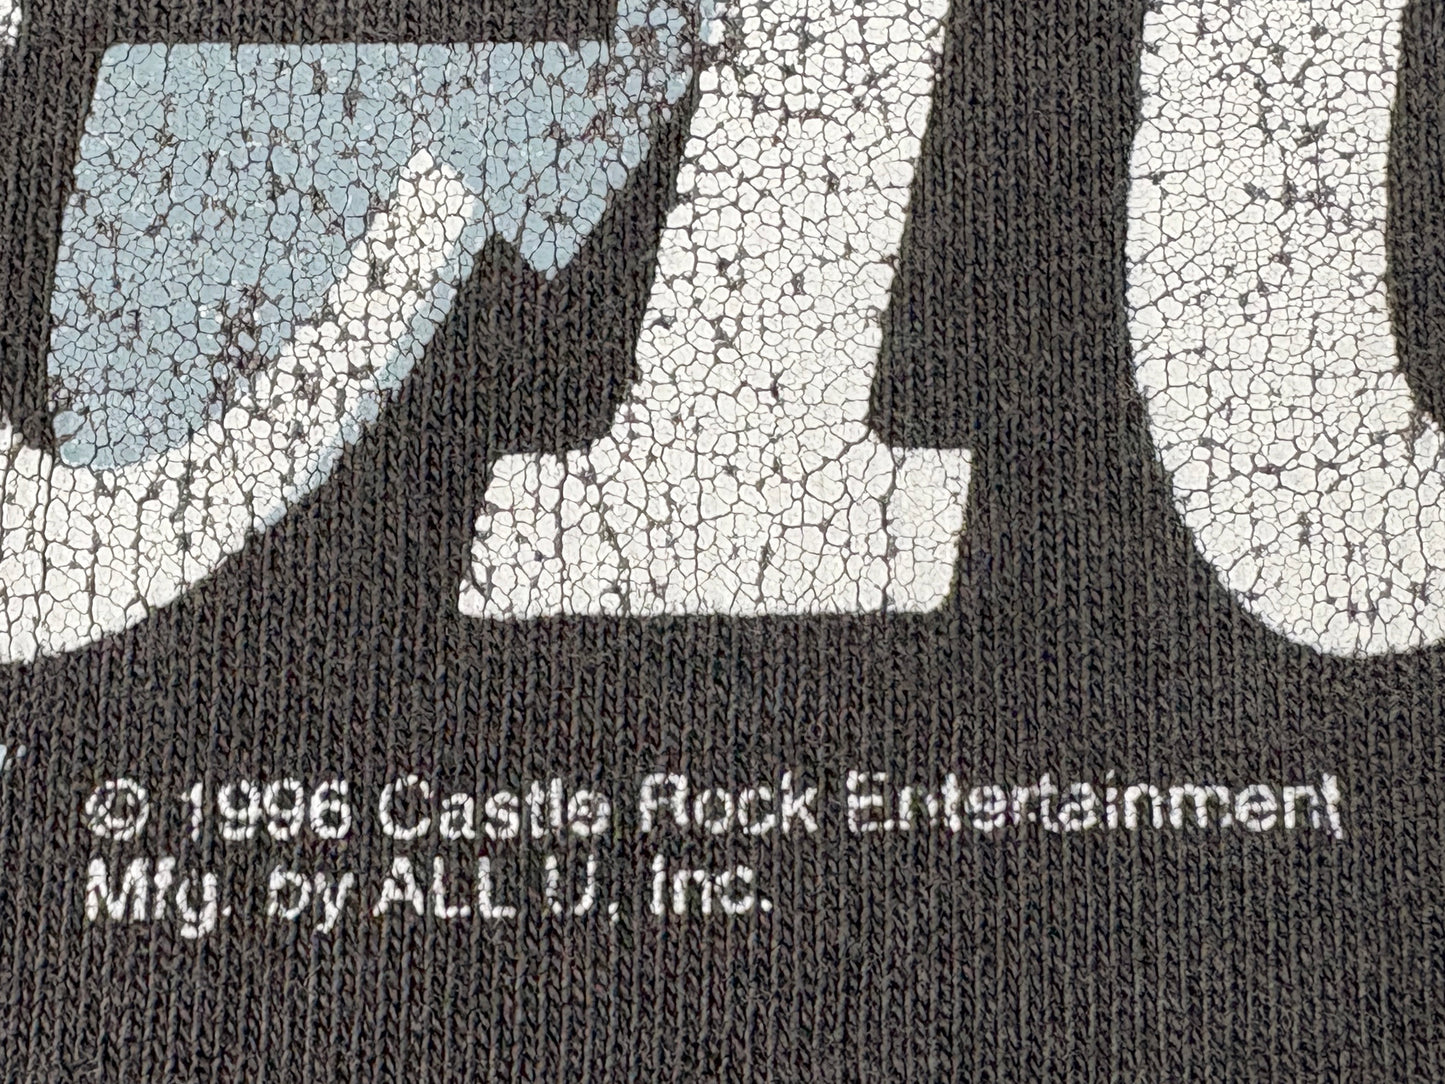 © 1996 Castle Rock Entertainment
Mfg. by ALL U, Inc.